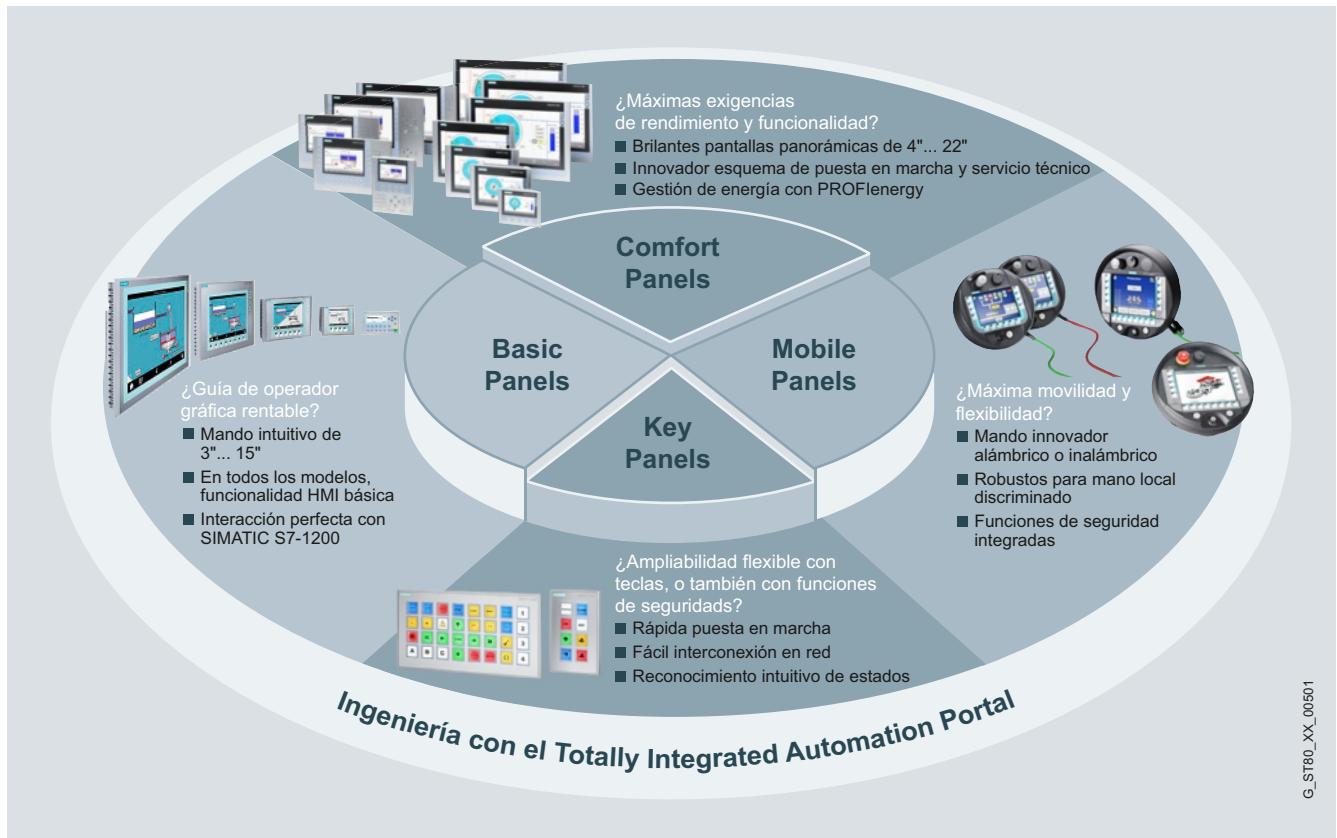 ¿Máximas exigencias
de rendimiento y funcionalidad?
■ Brilantes pantallas panorámicas de 4"... 22"
■ Innovador esquema de puesta en marcha y servicio técnico
■ Gestión de energía con PROFIenergy
Comfort
Panels
Basic
Panels
Mobile
Panels
Key
Panels
¿Guía de operador
gráfica rentable?
■ Mando intuitivo de
3"... 15"
■ En todos los modelos,
funcionalidad HMI básica
■ Interacción perfecta con
SIMATIC S7-1200
¿Máxima movilidad y
flexibilidad?
■ Mando innovador
alámbrico o inalámbrico
■ Robustos para mano local
discriminado
■ Funciones de seguridad
integradas
¿Ampliabilidad flexible con
teclas, o también con funciones
de seguridads?
■ Rápida puesta en marcha
■ Fácil interconexión en red
■ Reconocimiento intuitivo de estados
Ingeniería con el Totally Integrated Automation Portal
G_ST80_XX_00501